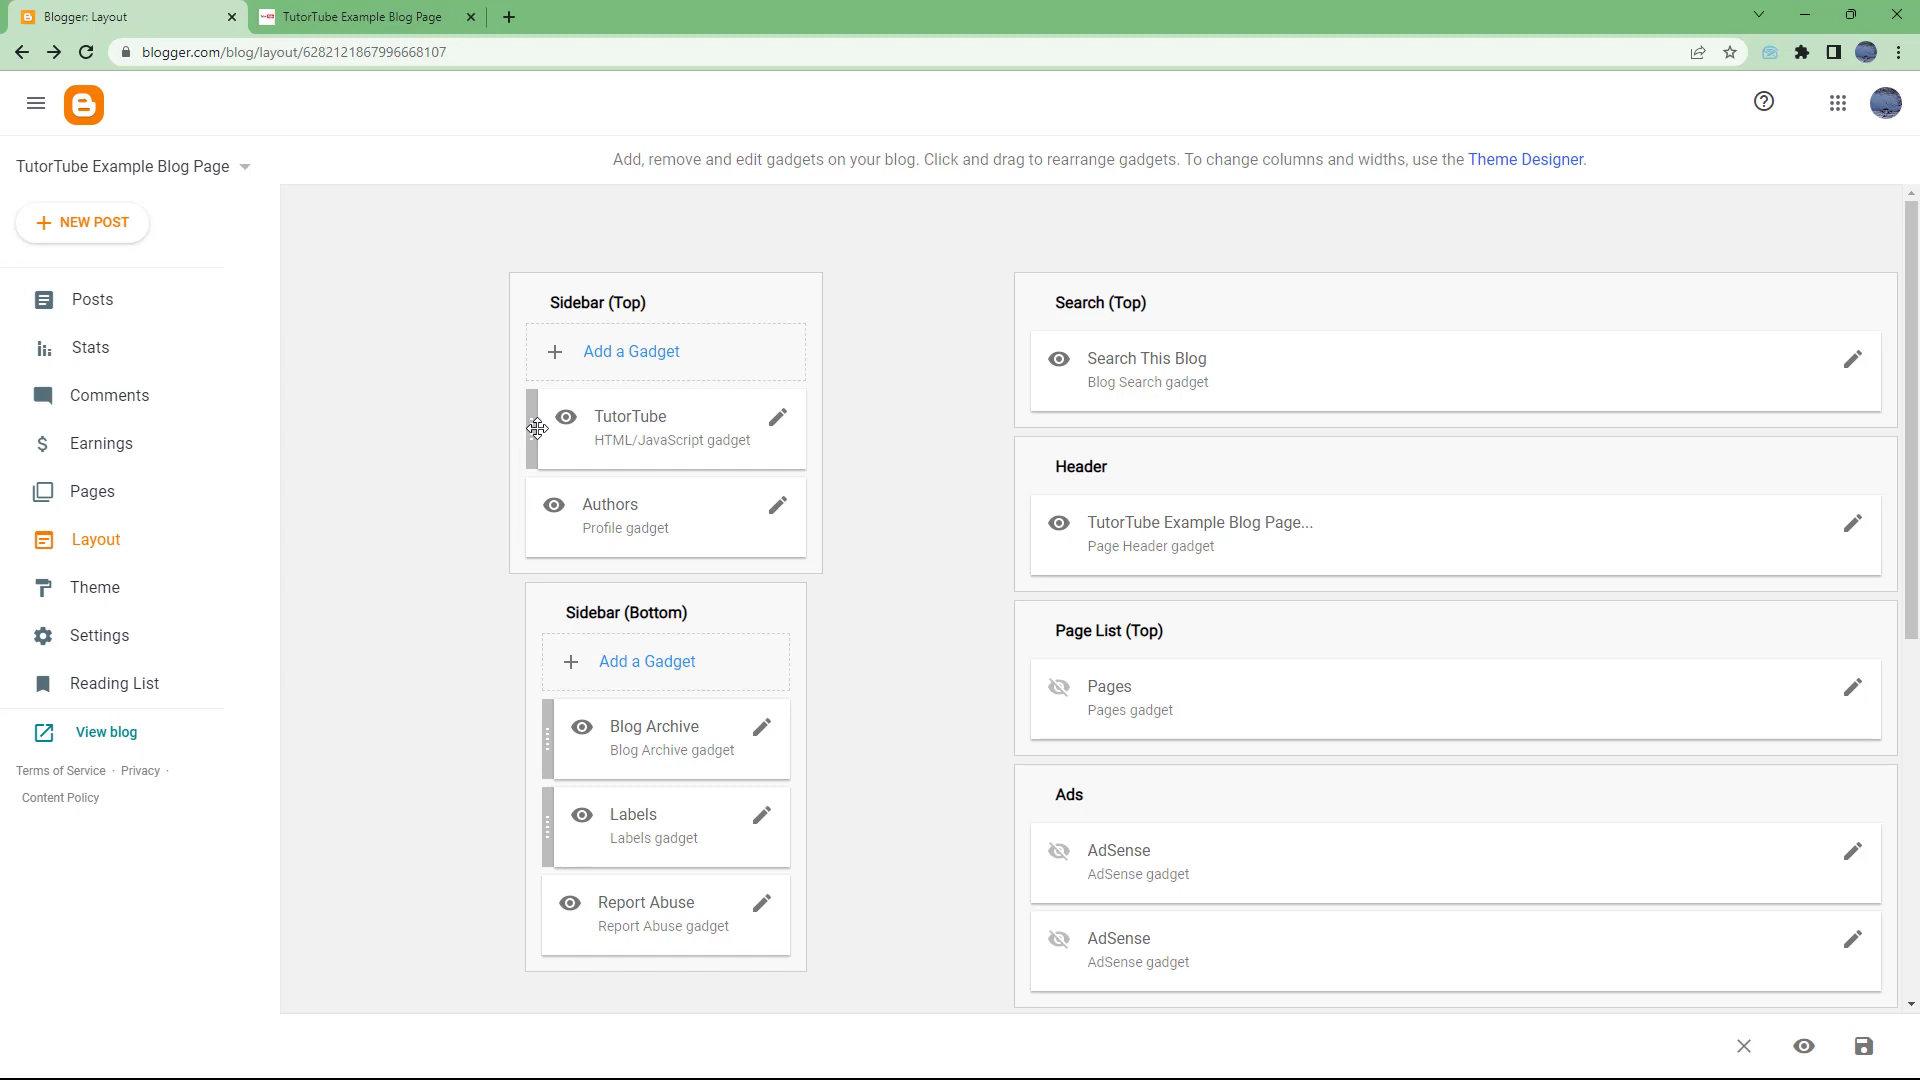 Blogger: Layout
TutorTube Example Blog Page
blogger.com/blog/layout/6282121867996668107
TutorTube Example Blog Page
Add, remove and edit gadgets on your blog. Click and drag to rearrange gadgets. To change columns and widths, use the Theme Designer.
NEW POST
Posts
Stats
Comments
Earnings
Pages
Layout
Theme
Settings
Reading List
View blog
Terms of Service · Privacy ·
Content Policy
Sidebar (Top)
Add a Gadget
TutorTube
HTML/JavaScript gadget
Authors
Profile gadget
Sidebar (Bottom)
Add a Gadget
Blog Archive
Blog Archive gadget
Labels
Labels gadget
Report Abuse
Report Abuse gadget
Search (Top)
Search This Blog
Blog Search gadget
Header
TutorTube Example Blog Page...
Page Header gadget
Page List (Top)
Pages
Pages gadget
Ads
AdSense
AdSense gadget
AdSense
AdSense gadget